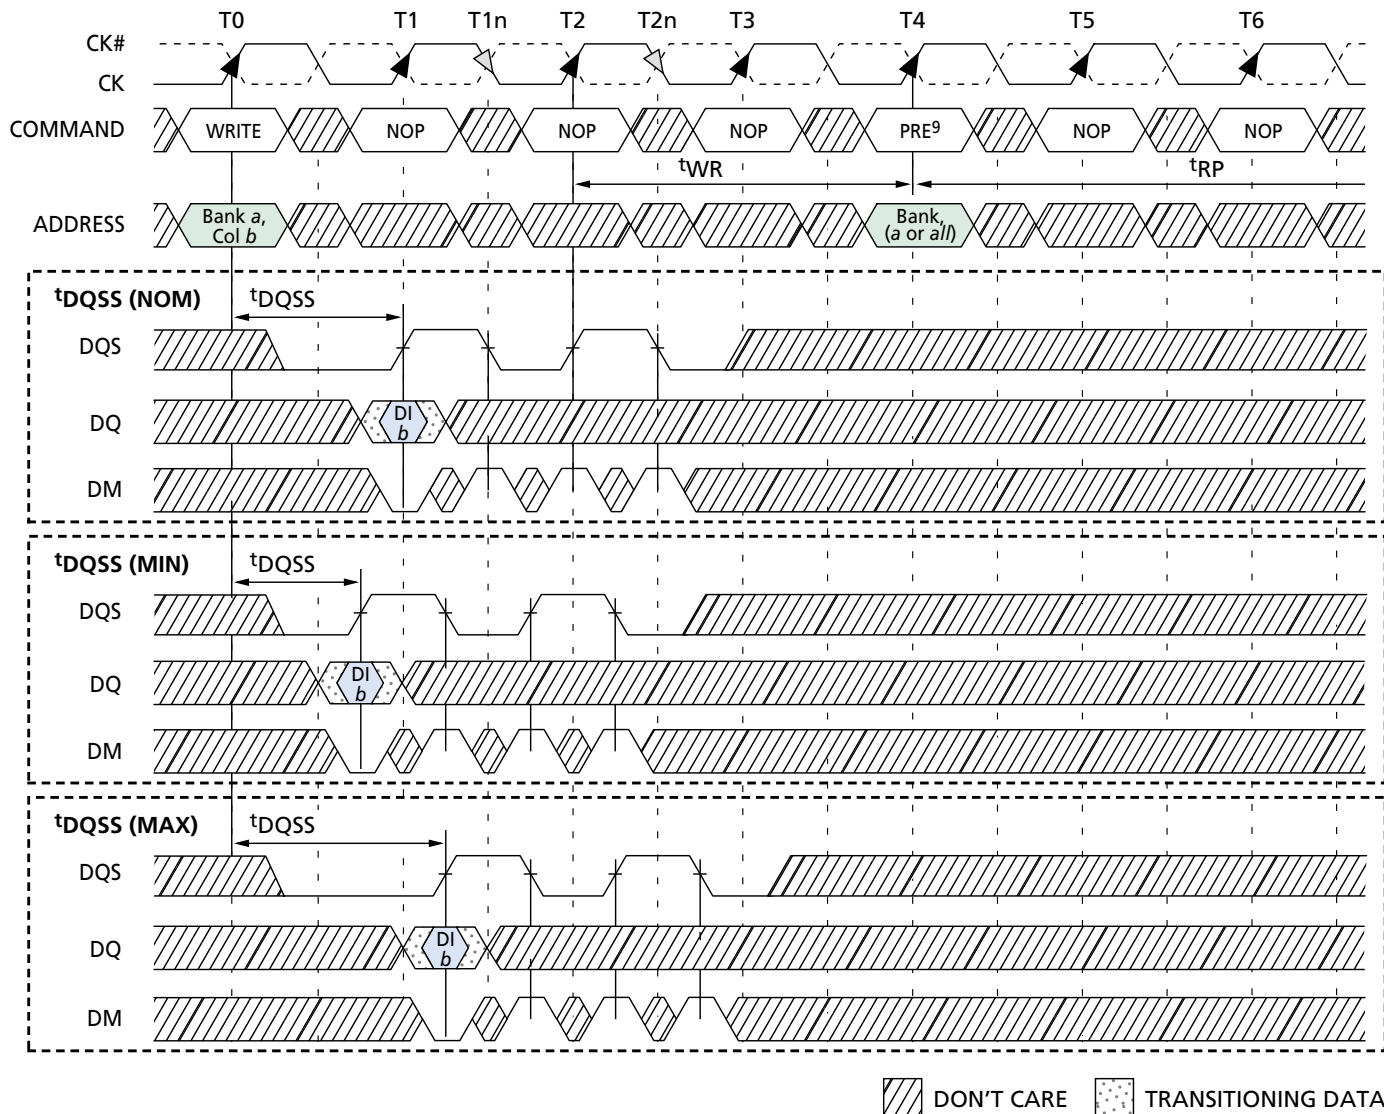 T0 T1 T1n T2 T2n T3 T4 T5 T6
CK#
CK
COMMAND WRITE NOP NOP NOP PRE9 NOP NOP
tWR tRP
ADDRESS Bank a, Bank,
Col b (a or all)
tDQSS (NOM) tDQSS
DQS
DQ DI
b
DM
tDQSS (MIN) tDQSS
DQS
DQ DI
b
DM
tDQSS (MAX) tDQSS
DQS
DQ DI
b
DM
DON'T CARE TRANSITIONING DATA